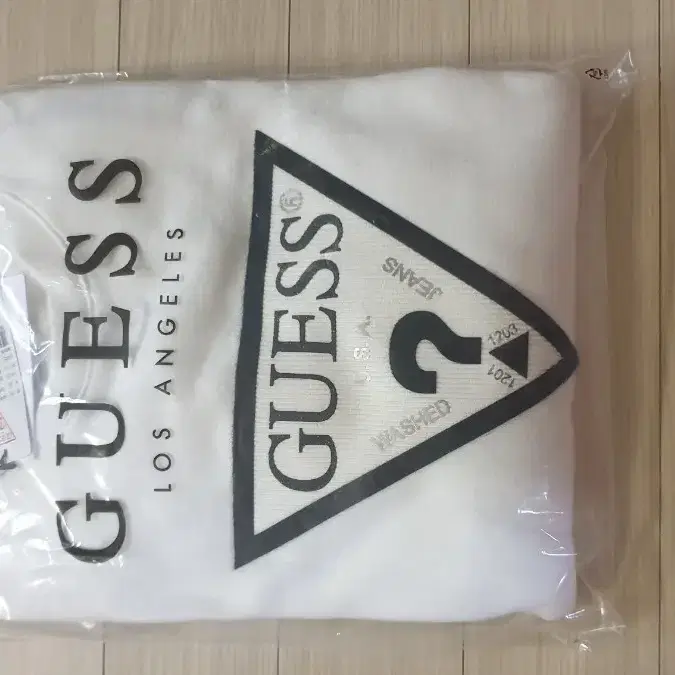 GUESS
LOS ANGELES
GUESS®
U.S.A.
WASHED JEANS
?
1201 1203